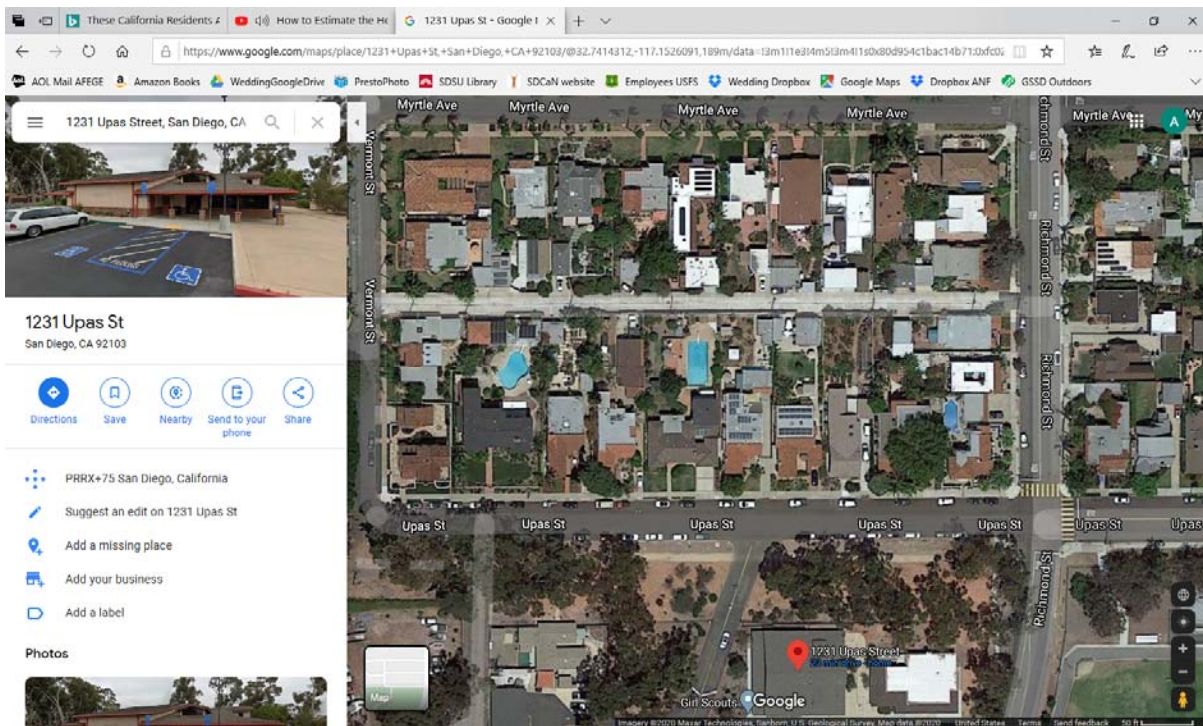 These California Residents A
How to Estimate the He
1231 Upas St - Google M
https://www.google.com/maps/place/1231+Upas+St,+San+Diego,+CA+92103/@32.7414312,-117.1526091,189m/data=!3m1!1e3!4m5!3m4!1s0x80d954c1bac14b71:0xfc02
AOL Mail AFEGE Amazon Books WeddingGoogleDrive PrestoPhoto SDSU Library SDCaN website Employees USFS Wedding Dropbox Google Maps Dropbox ANF GSSD Outdoors
1231 Upas Street, San Diego, CA
1231 Upas St
San Diego, CA 92103
Directions Save Nearby Send to your phone Share
PRRX+75 San Diego, California
Suggest an edit on 1231 Upas St
Add a missing place
Add your business
Add a label
Photos
Myrtle Ave Myrtle Ave Myrtle Ave Myrtle Ave Myrtle Ave My
A
Vermont St
Vermont St
chmond St
Richmond St
Richmond St
Upas St Upas St Upas St Upas St Upas St Upas St Upas
Richmond St
1231 Upas Street
Girl Scouts
Google
Map
Imagery ©2020 Maxar Technologies, Sanborn, U.S. Geological Survey, Map data ©2020 United States Terms Send feedback 50 ft